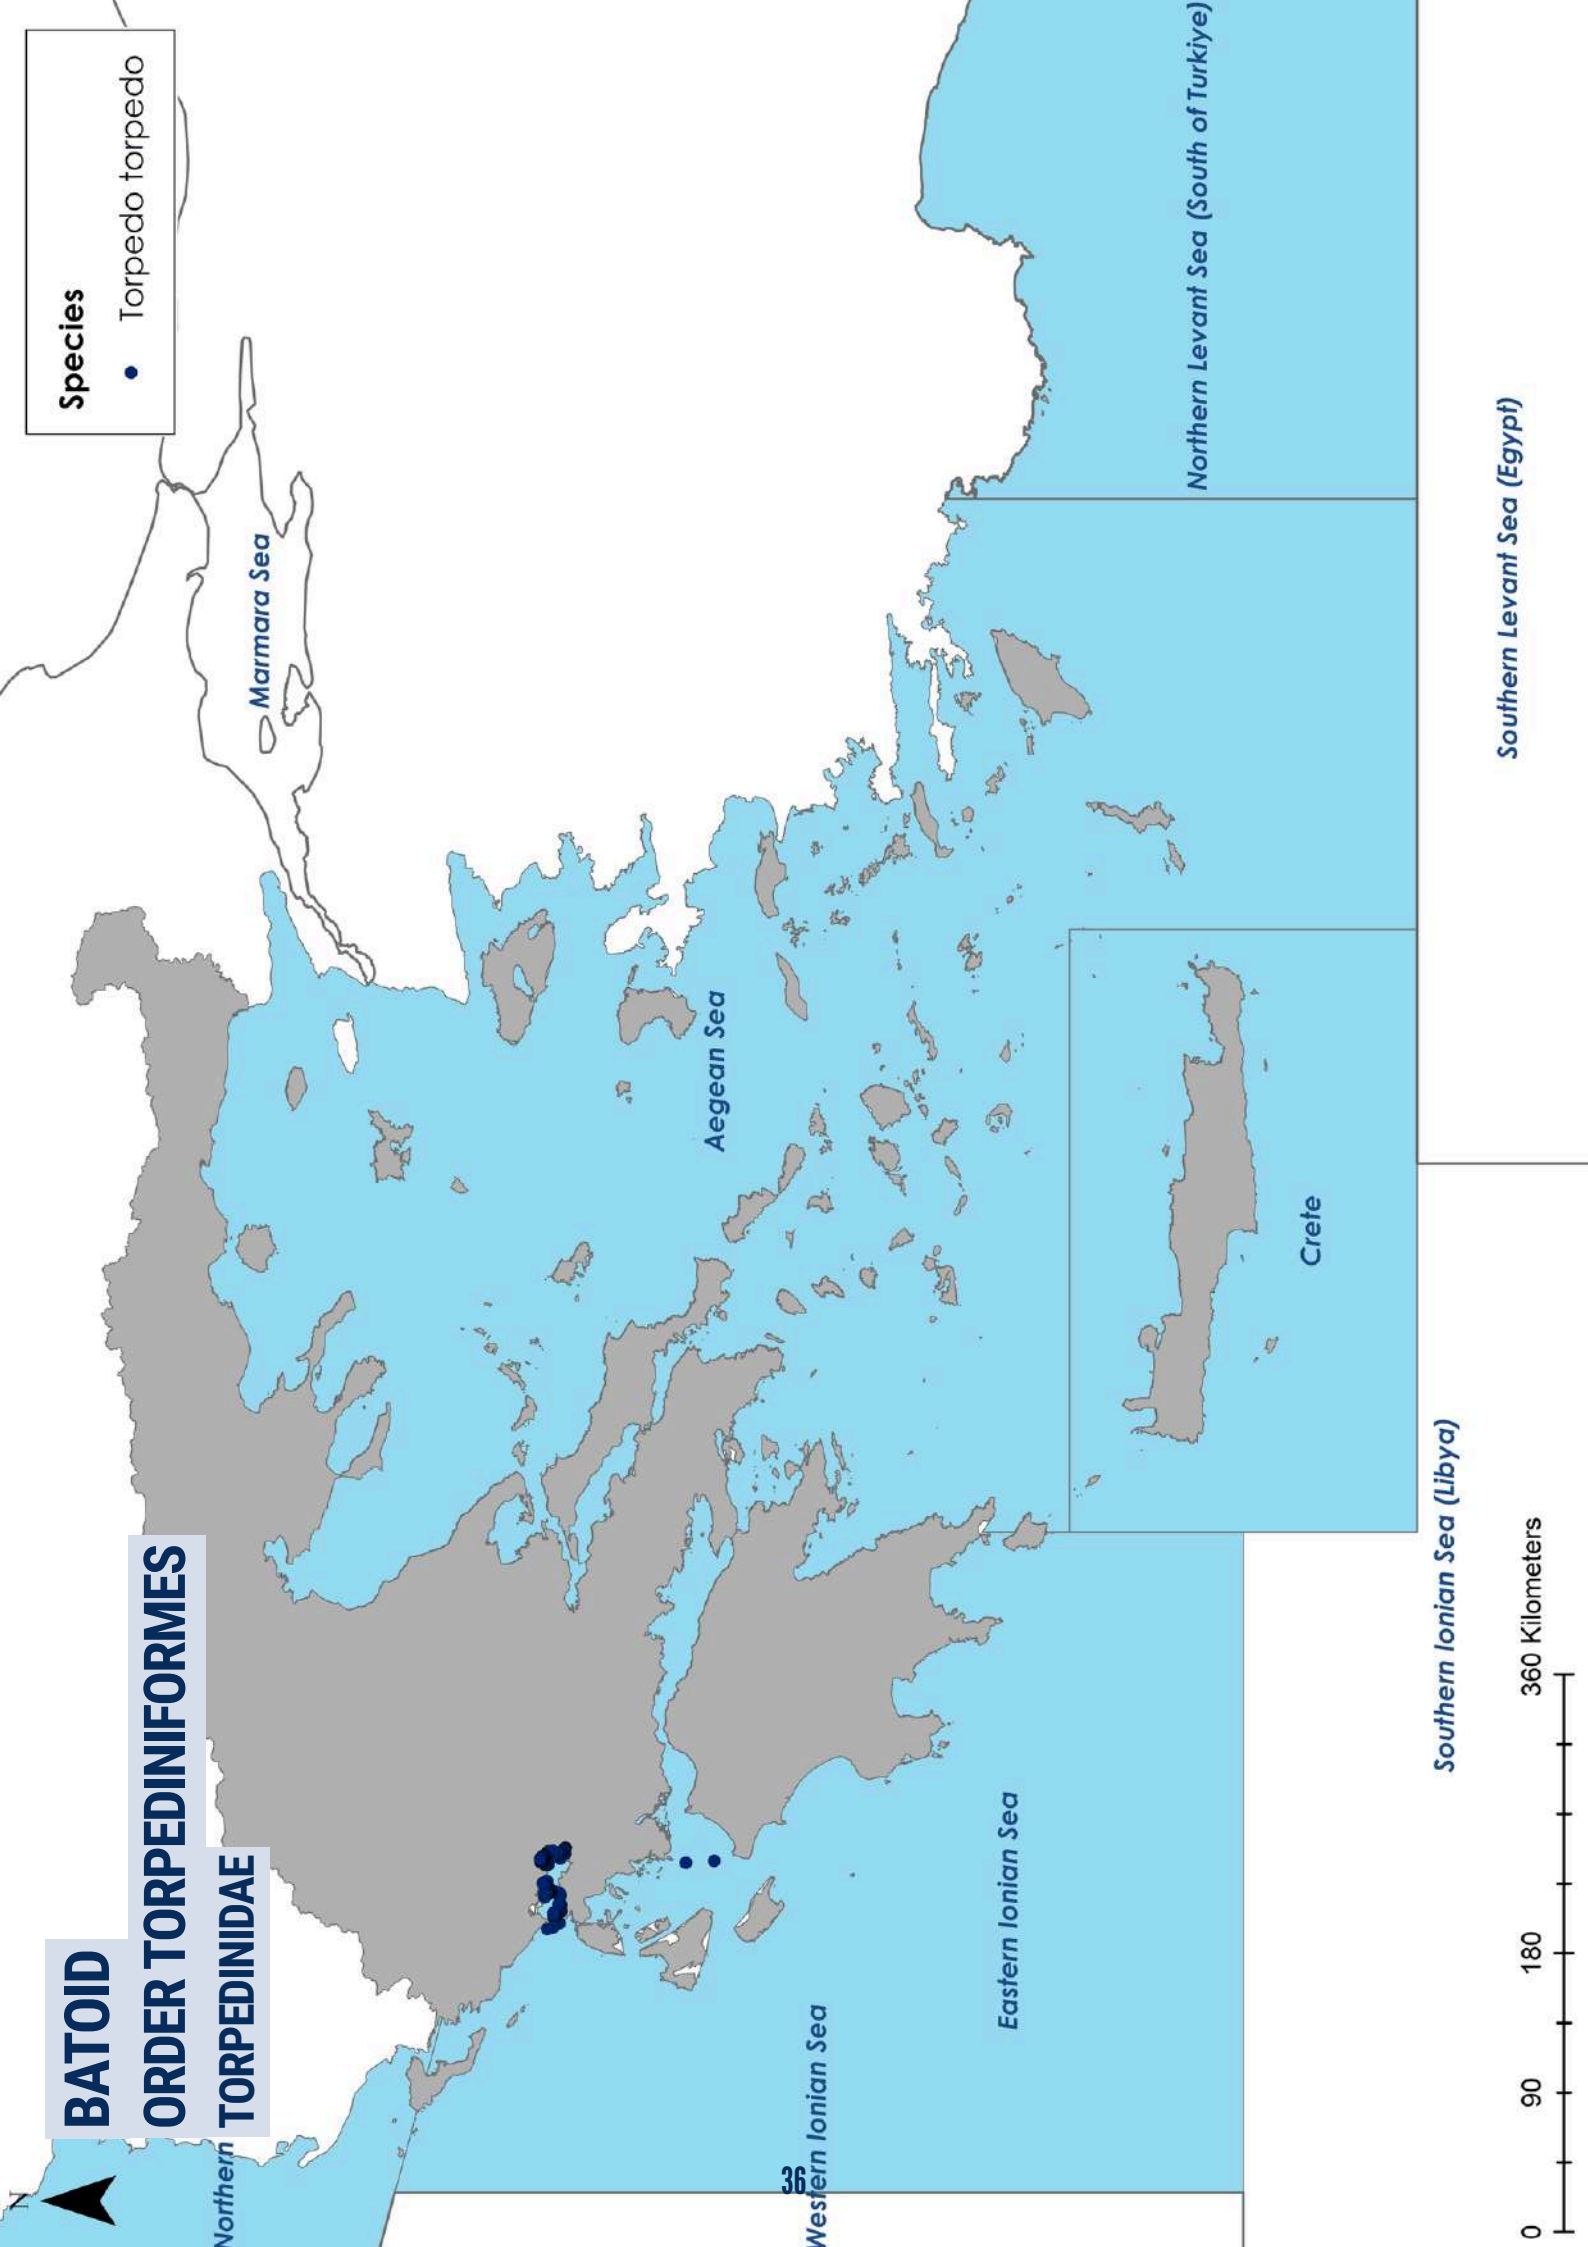 BATOID
ORDER TORPEDINIFORMES
TORPEDINIDAE
N
Species
Torpedo torpedo
Marmara Sea
Northern
Aegean Sea
Western Ionian Sea
Eastern Ionian Sea
Crete
Northern Levant Sea (South of Turkiye)
Southern Ionian Sea (Libya)
Southern Levant Sea (Egypt)
0 90 180 360 Kilometers
36